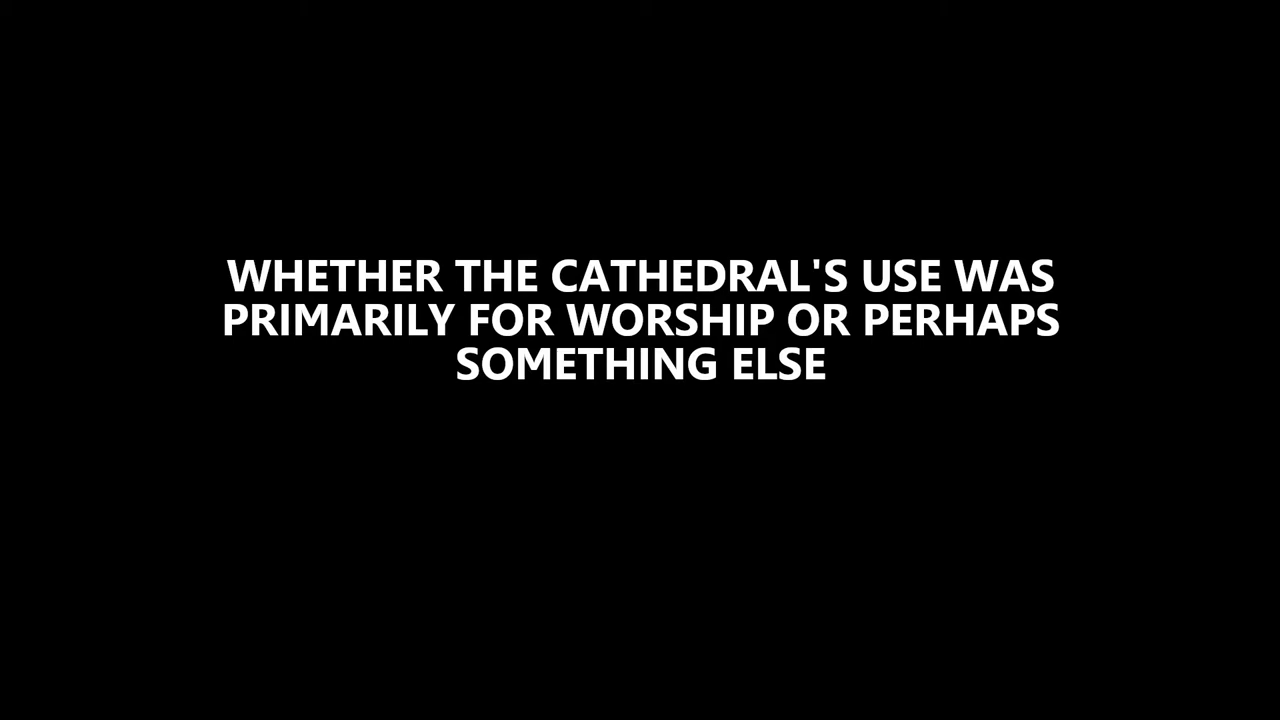 WHETHER THE CATHEDRAL'S USE WAS
PRIMARILY FOR WORSHIP OR PERHAPS
SOMETHING ELSE